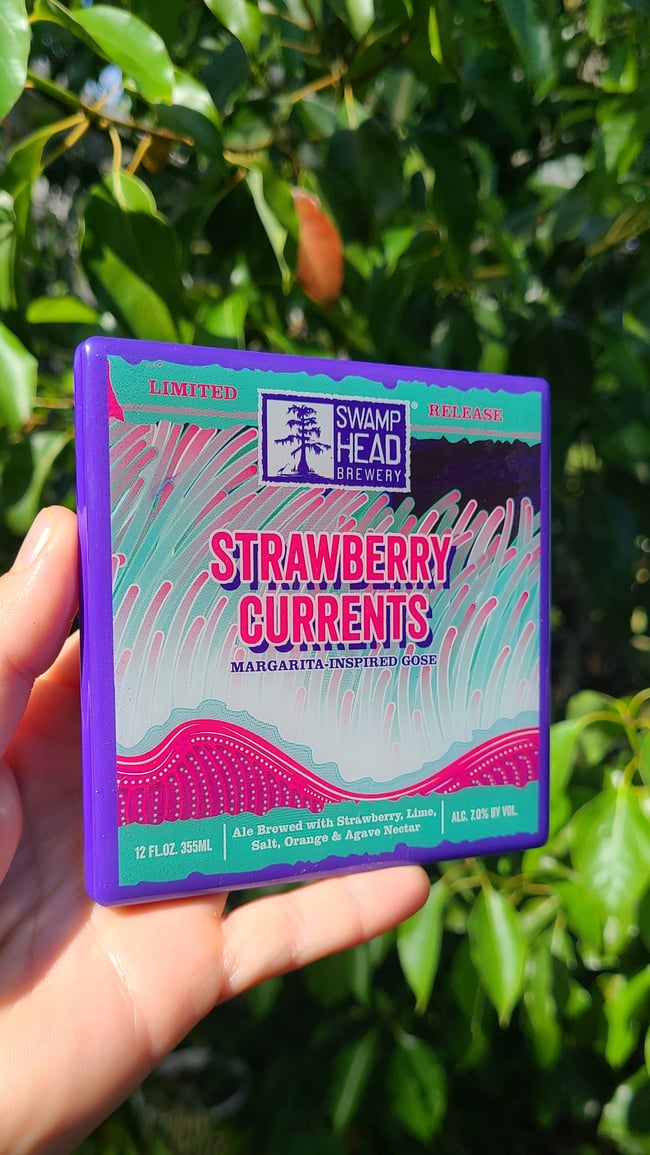 LIMITED
RELEASE
SWAMP
HEAD
BREWERY
®
STRAWBERRY
CURRENTS
MARGARITA-INSPIRED GOSE
12 FL.OZ. 355ML
Ale Brewed with Strawberry, Lime,
Salt, Orange & Agave Nectar
ALC. 7.0% BY VOL.